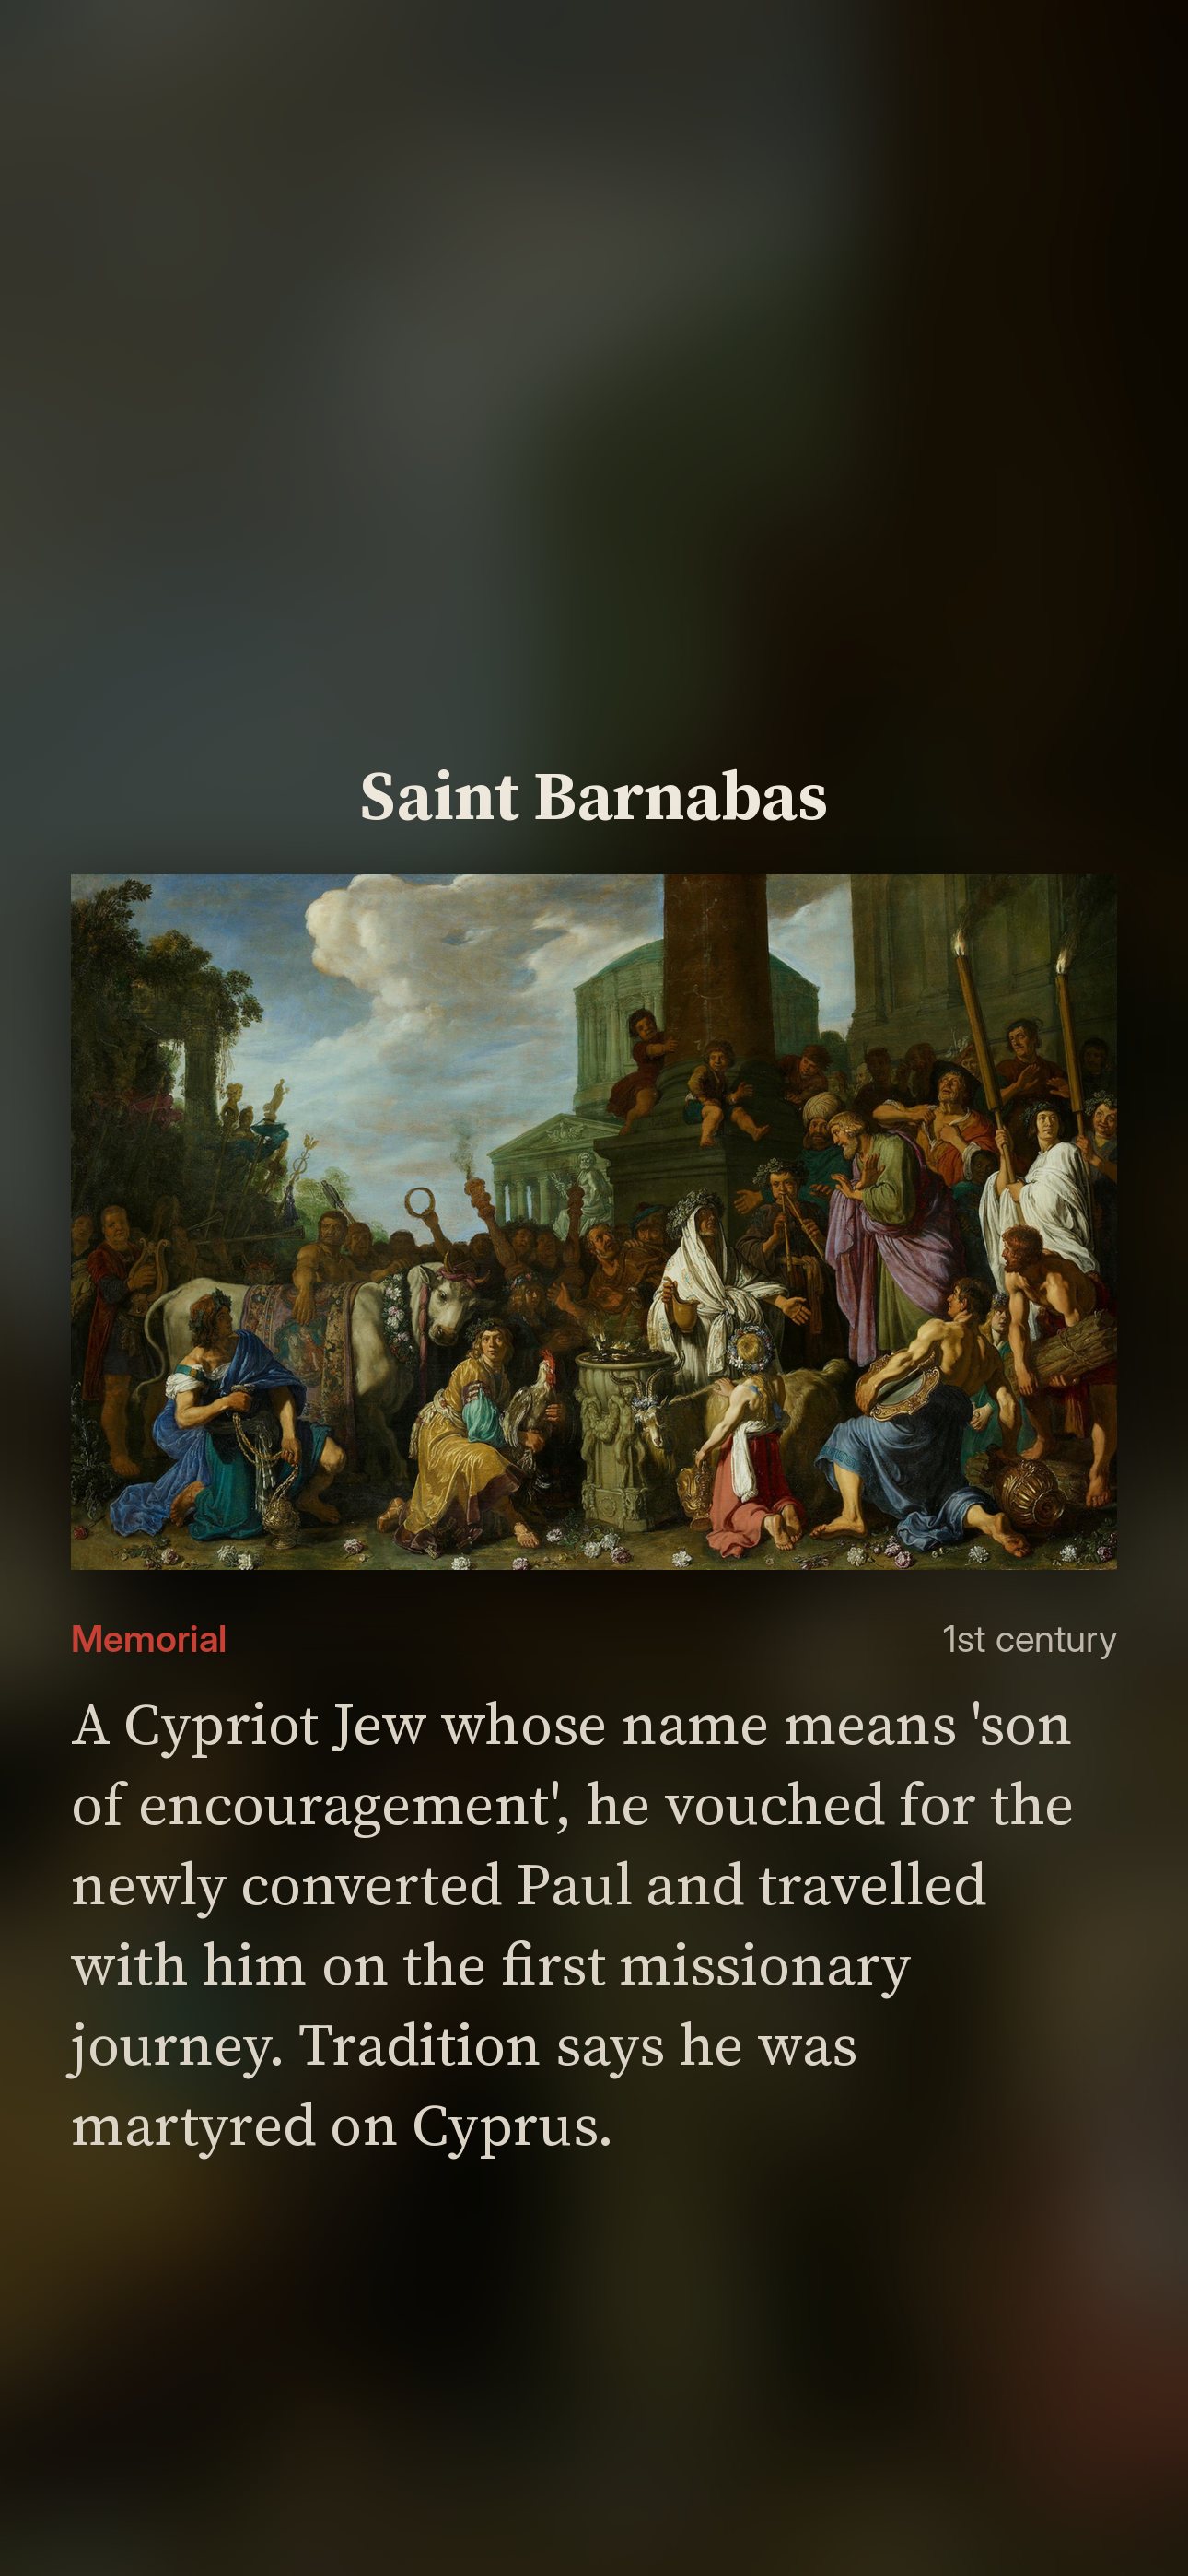 Saint Barnabas
Memorial
1st century
A Cypriot Jew whose name means 'son
of encouragement', he vouched for the
newly converted Paul and travelled
with him on the first missionary
journey. Tradition says he was
martyred on Cyprus.